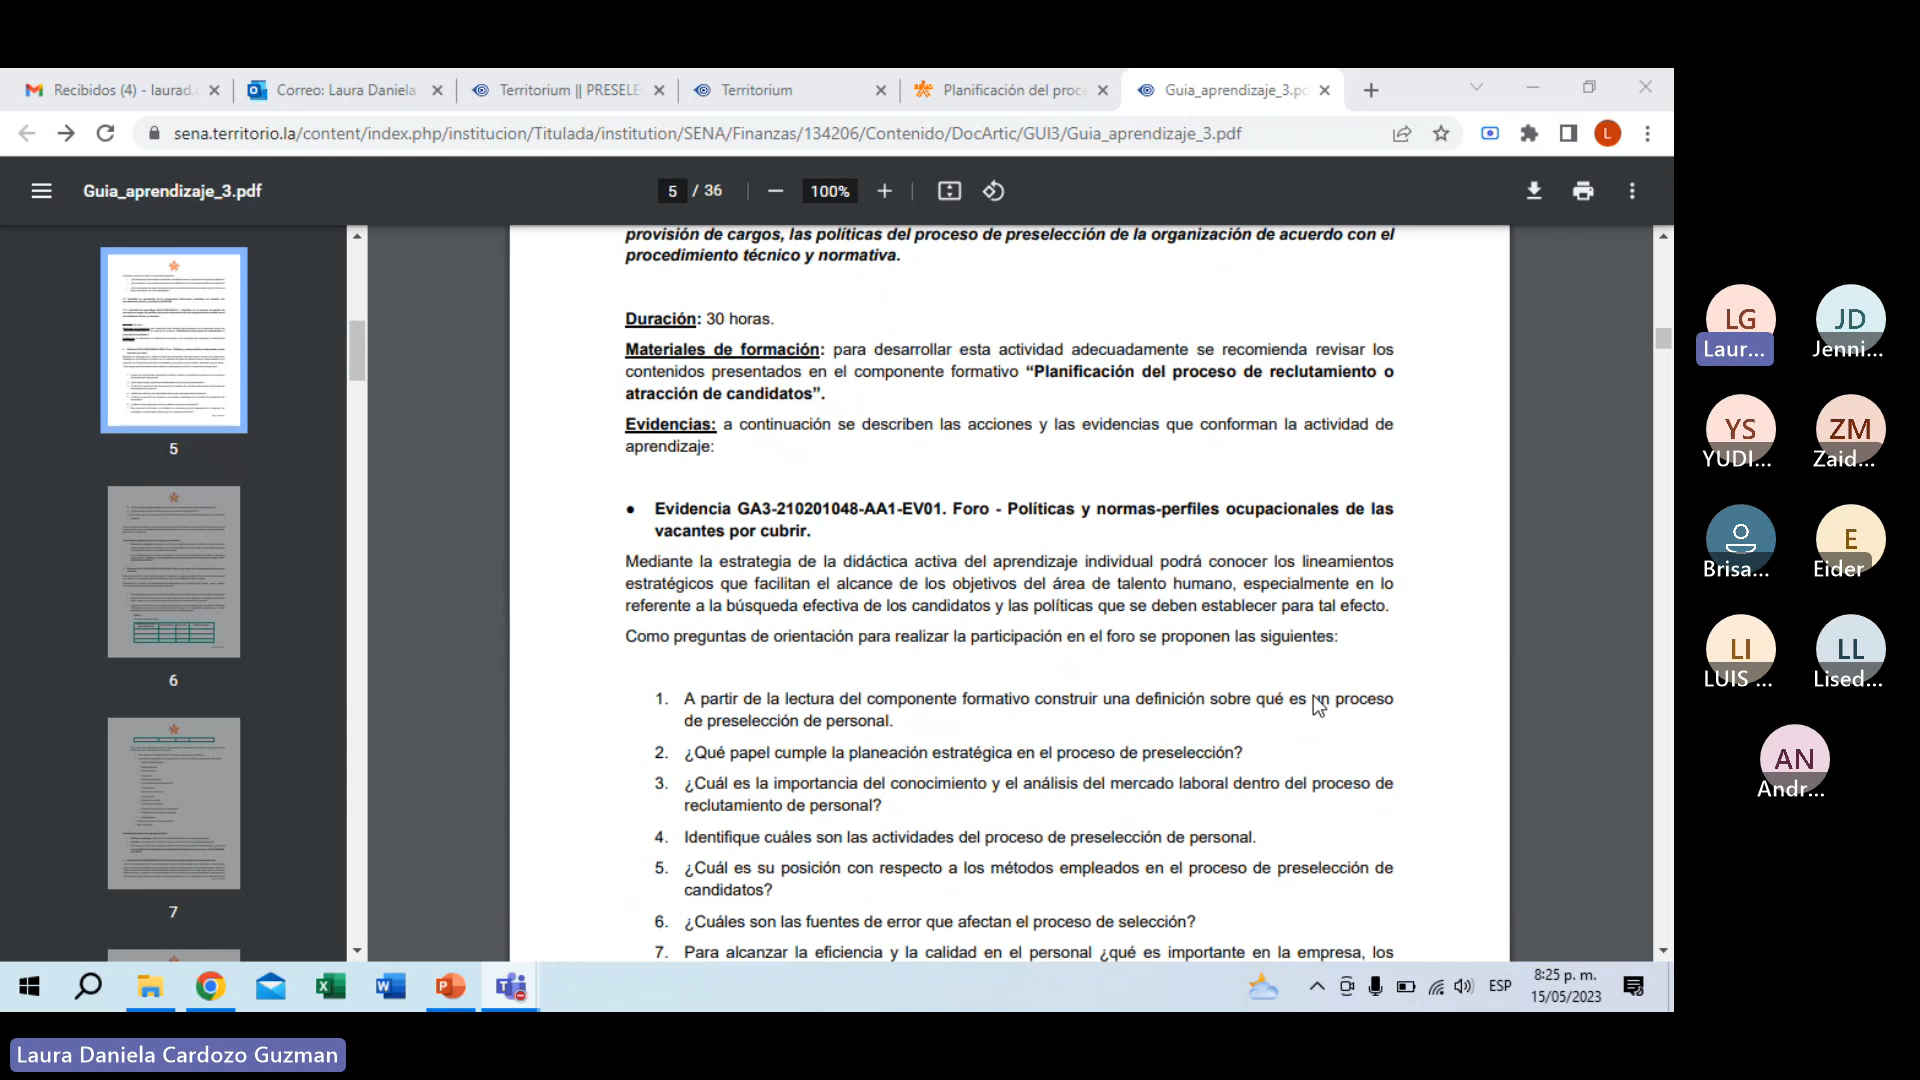 Recibidos (4) - laurad.
Correo: Laura Daniela
Territorium || PRESELE
Territorium
Planificación del proce
Guia_aprendizaje_3.pd
sena.territorio.la/content/index.php/institucion/Titulada/institution/SENA/Finanzas/134206/Contenido/DocArtic/GUI3/Guia_aprendizaje_3.pdf
L
Guia_aprendizaje_3.pdf
5 / 36
100%
5
6
7
provisión de cargos, las políticas del proceso de preselección de la organización de acuerdo con el
procedimiento técnico y normativa.
Duración: 30 horas.
Materiales de formación: para desarrollar esta actividad adecuadamente se recomienda revisar los
contenidos presentados en el componente formativo “Planificación del proceso de reclutamiento o
atracción de candidatos”.
Evidencias: a continuación se describen las acciones y las evidencias que conforman la actividad de
aprendizaje:
● Evidencia GA3-210201048-AA1-EV01. Foro - Políticas y normas-perfiles ocupacionales de las
vacantes por cubrir.
Mediante la estrategia de la didáctica activa del aprendizaje individual podrá conocer los lineamientos
estratégicos que facilitan el alcance de los objetivos del área de talento humano, especialmente en lo
referente a la búsqueda efectiva de los candidatos y las políticas que se deben establecer para tal efecto.
Como preguntas de orientación para realizar la participación en el foro se proponen las siguientes:
1. A partir de la lectura del componente formativo construir una definición sobre qué es un proceso
de preselección de personal.
2. ¿Qué papel cumple la planeación estratégica en el proceso de preselección?
3. ¿Cuál es la importancia del conocimiento y el análisis del mercado laboral dentro del proceso de
reclutamiento de personal?
4. Identifique cuáles son las actividades del proceso de preselección de personal.
5. ¿Cuál es su posición con respecto a los métodos empleados en el proceso de preselección de
candidatos?
6. ¿Cuáles son las fuentes de error que afectan el proceso de selección?
7. Para alcanzar la eficiencia y la calidad en el personal ¿qué es importante en la empresa, los
ESP
8:25 p. m.
15/05/2023
LG
Laur...
JD
Jenni...
YS
YUDI...
ZM
Zaid...
Brisa...
E
Eider
LI
LUIS ...
LL
Lised...
AN
Andr...
Laura Daniela Cardozo Guzman